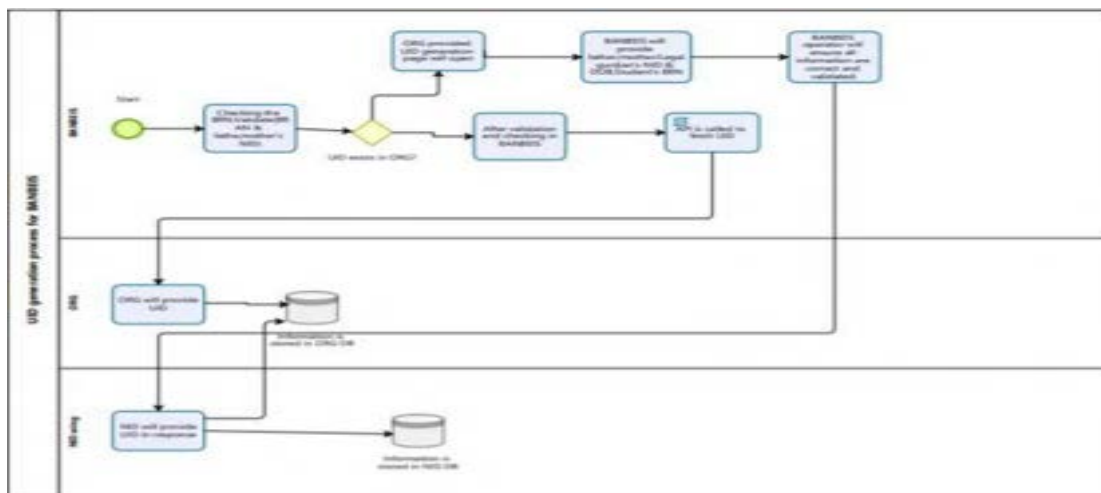 UID generation process for BANBEIS
BANBEIS
Start
Checking the
father/mother's
NID
UID exists in ORG?
ORG provided
UID generation
page will open
BANBEIS will
provide
father/mother/Legal
guardian's NID &
DOB, Student's BRN
BANBEIS
operator will
ensure all
information are
correct and
validated
After validation
and checking in
BANBEIS
API is called to
fetch UID
ORG
ORG will provide
UID
Information is
stored in ORG DB
NID wing
NID will provide
UID in response
Information is
stored in NID DB